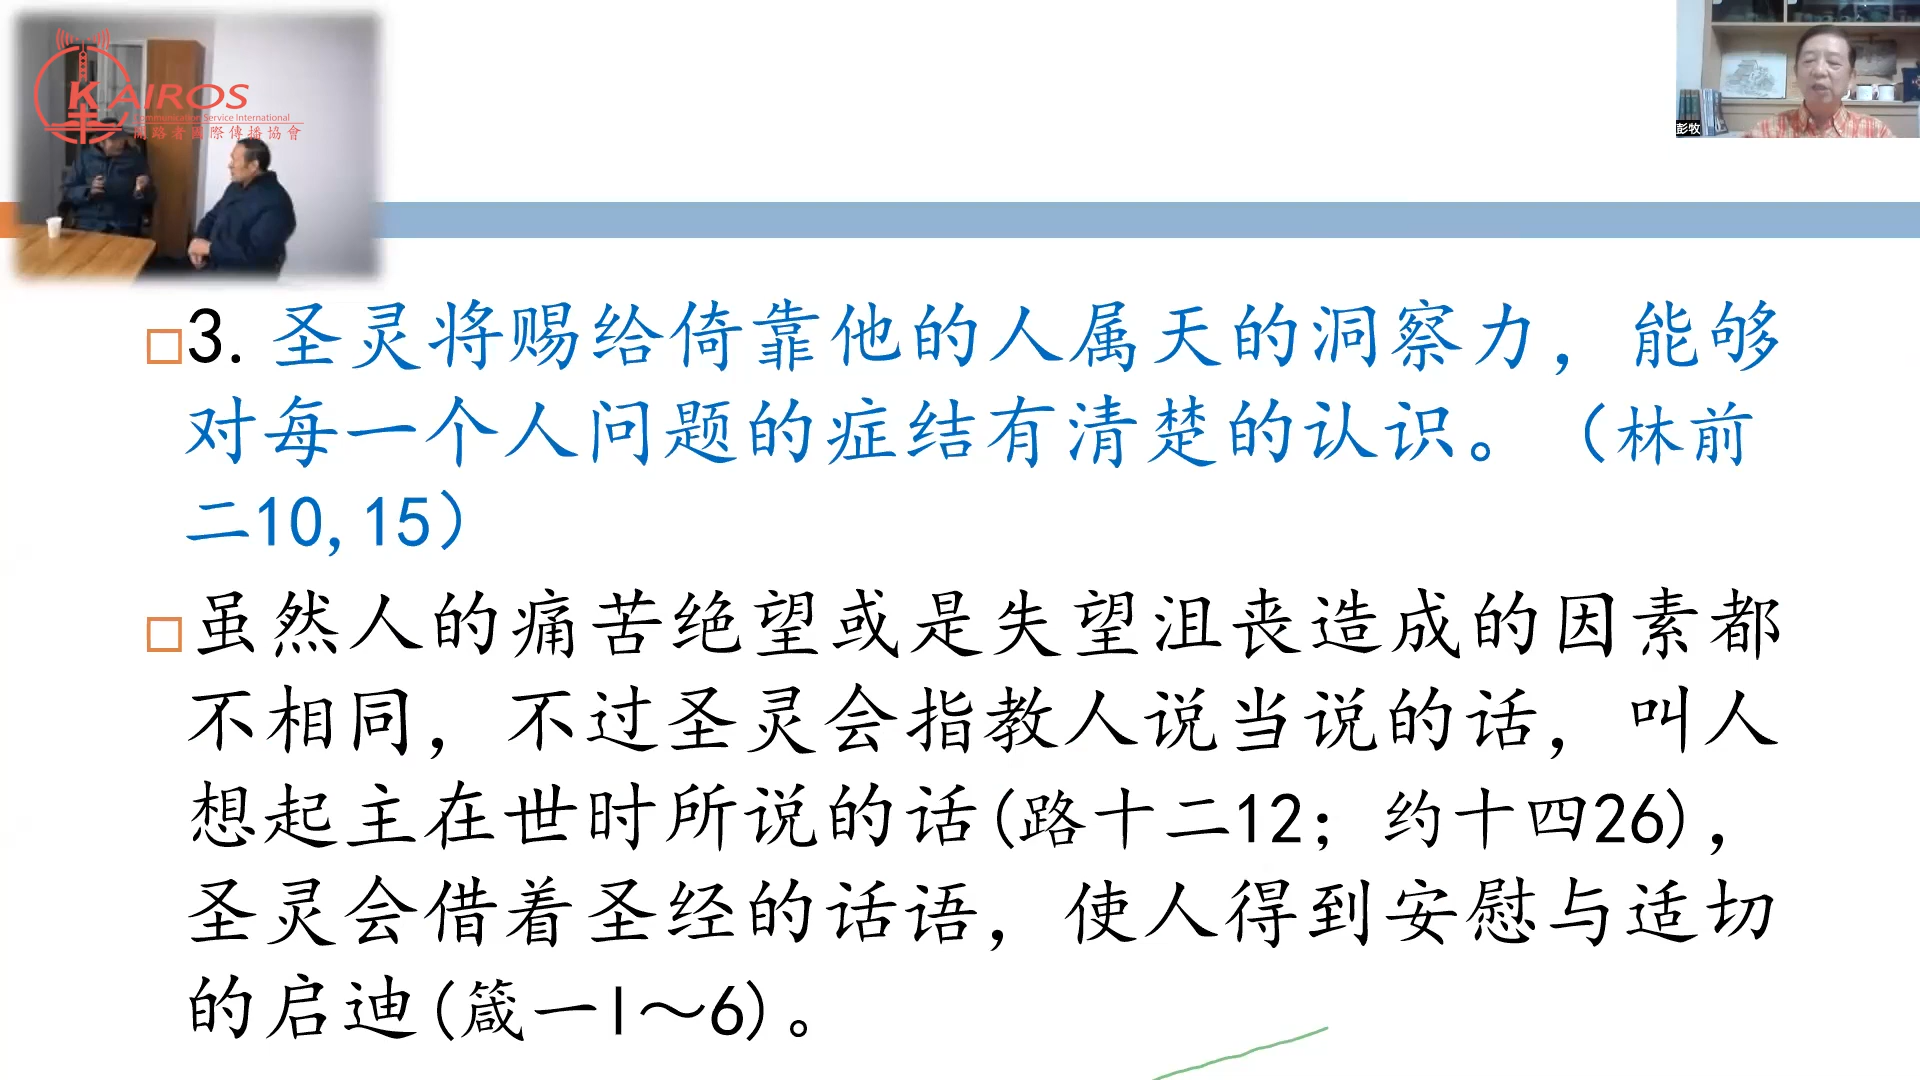 KAIROS
Communication Service International
開路者國際傳播協會
彭牧
3. 圣灵将赐给倚靠他的人属天的洞察力，能够
对每一个人问题的症结有清楚的认识。（林前
二10,15）
虽然人的痛苦绝望或是失望沮丧造成的因素都
不相同，不过圣灵会指教人说当说的话，叫人
想起主在世时所说的话(路十二12；约十四26)，
圣灵会借着圣经的话语，使人得到安慰与适切
的启迪(箴一l～6)。